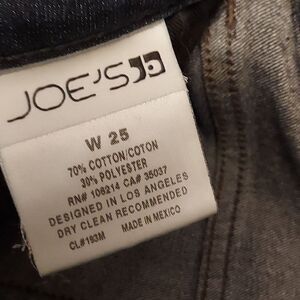 JOE'S
W 25
70% COTTON/COTON
30% POLYESTER
RN# 106214 CA# 35037
DESIGNED IN LOS ANGELES
DRY CLEAN RECOMMENDED
MADE IN MEXICO
CL#193M